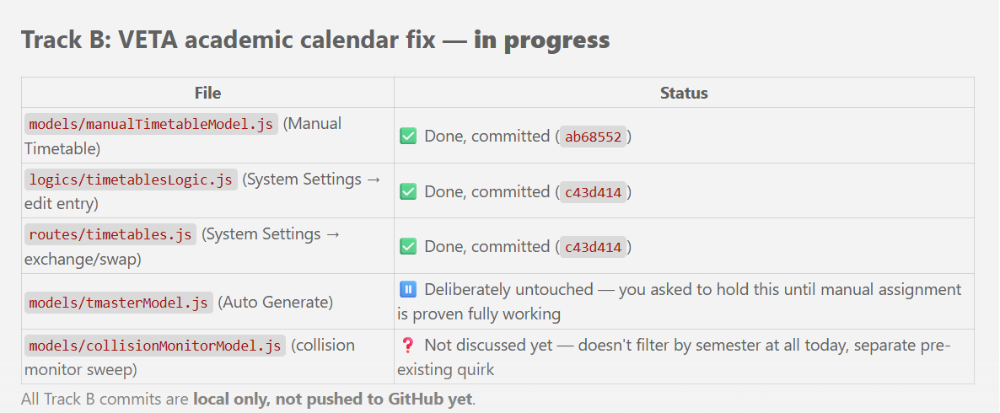 Track B: VETA academic calendar fix — in progress
File
Status
models/manualTimetableModel.js (Manual
Timetable)
✅ Done, committed (ab68552)
logics/timetablesLogic.js (System Settings →
edit entry)
✅ Done, committed (c43d414)
routes/timetables.js (System Settings →
exchange/swap)
✅ Done, committed (c43d414)
models/tmasterModel.js (Auto Generate)
⏸ Deliberately untouched — you asked to hold this until manual assignment
is proven fully working
models/collisionMonitorModel.js (collision
monitor sweep)
❓ Not discussed yet — doesn't filter by semester at all today, separate pre-
existing quirk
All Track B commits are local only, not pushed to GitHub yet.